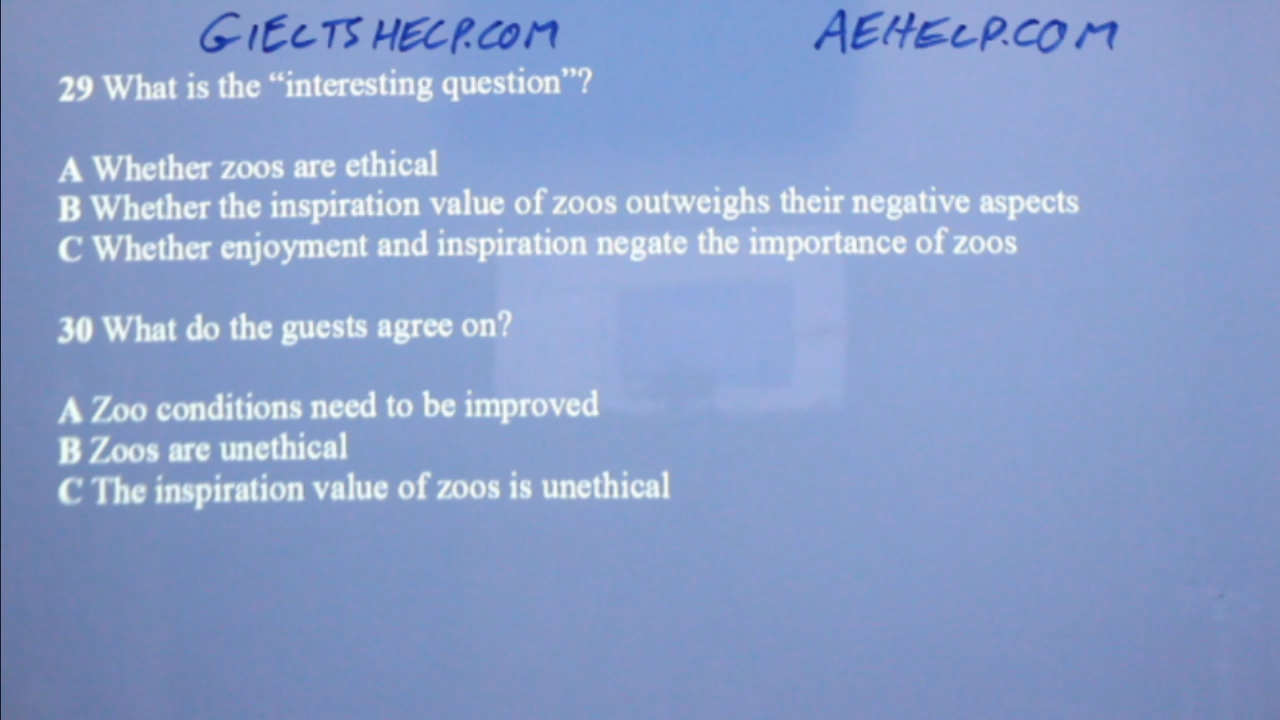 GIELTSHELP.COM AEHELP.COM
29 What is the “interesting question”?
A Whether zoos are ethical
B Whether the inspiration value of zoos outweighs their negative aspects
C Whether enjoyment and inspiration negate the importance of zoos
30 What do the guests agree on?
A Zoo conditions need to be improved
B Zoos are unethical
C The inspiration value of zoos is unethical